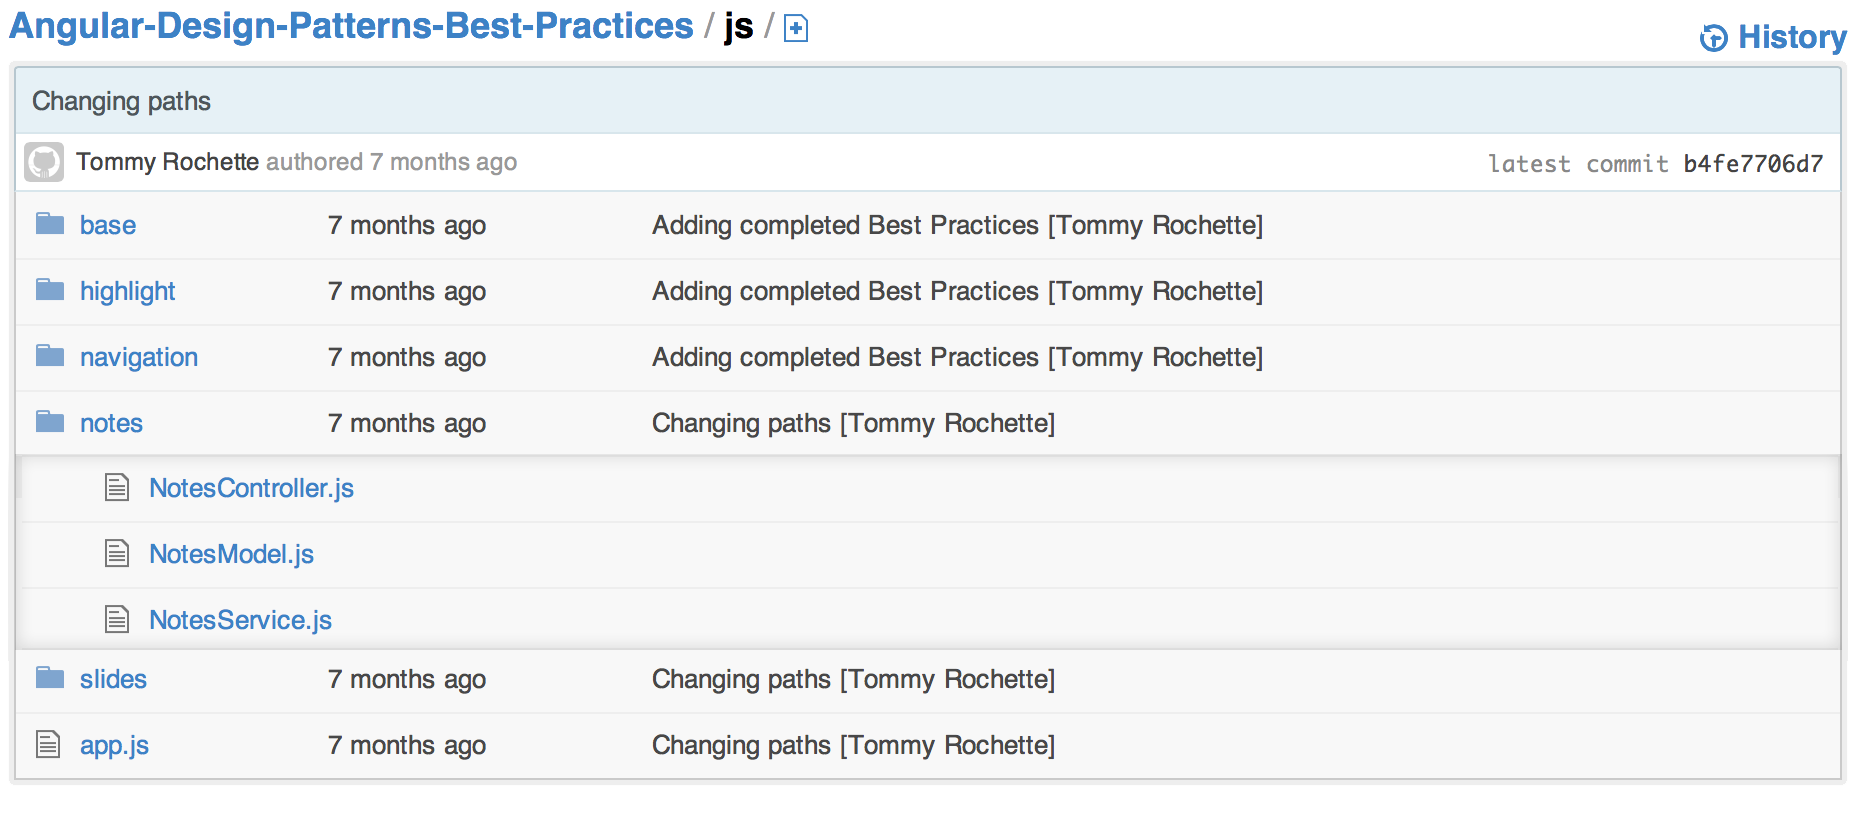 Angular-Design-Patterns-Best-Practices / js /
History
Changing paths
Tommy Rochette authored 7 months ago
latest commit b4fe7706d7
base 7 months ago Adding completed Best Practices [Tommy Rochette]
highlight 7 months ago Adding completed Best Practices [Tommy Rochette]
navigation 7 months ago Adding completed Best Practices [Tommy Rochette]
notes 7 months ago Changing paths [Tommy Rochette]
NotesController.js
NotesModel.js
NotesService.js
slides 7 months ago Changing paths [Tommy Rochette]
app.js 7 months ago Changing paths [Tommy Rochette]